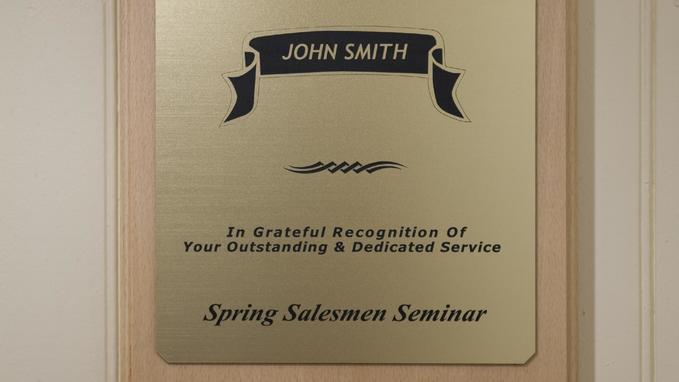 JOHN SMITH
In Grateful Recognition Of
Your Outstanding & Dedicated Service
Spring Salesmen Seminar